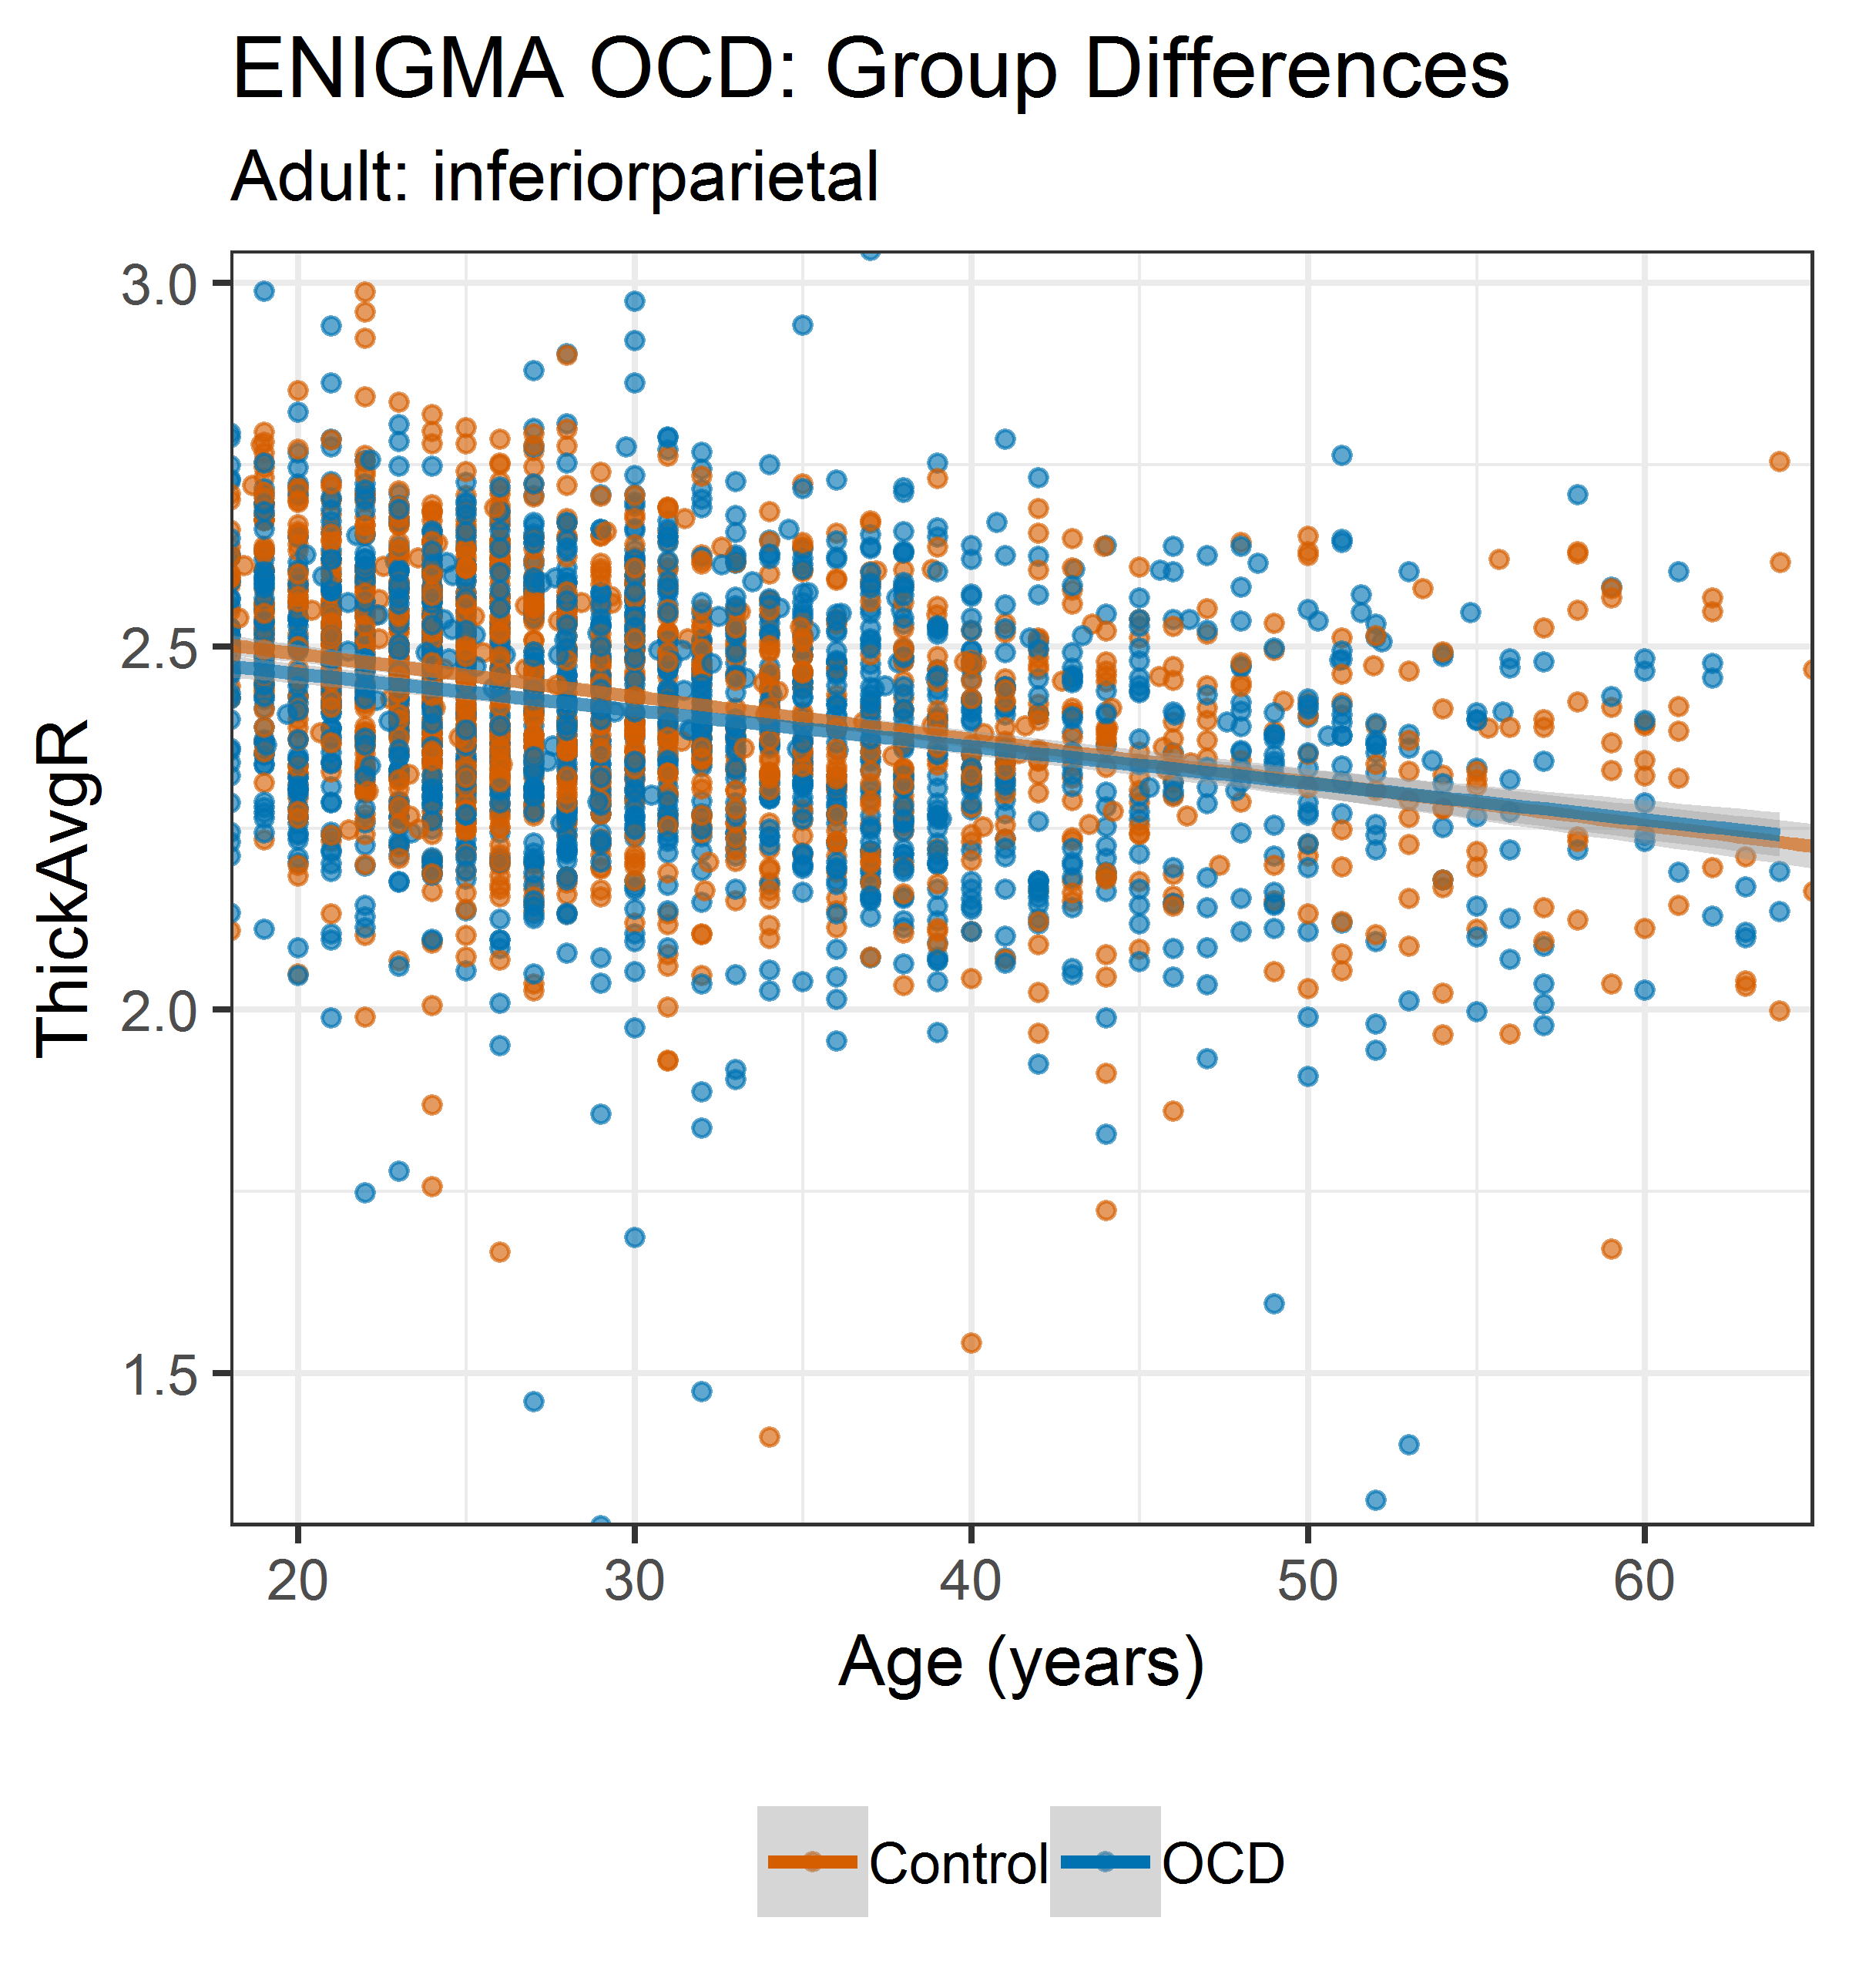 ENIGMA OCD: Group Differences
Adult: inferiorparietal
ThickAvgR
3.0
2.5
2.0
1.5
20 30 40 50 60
Age (years)
Control OCD